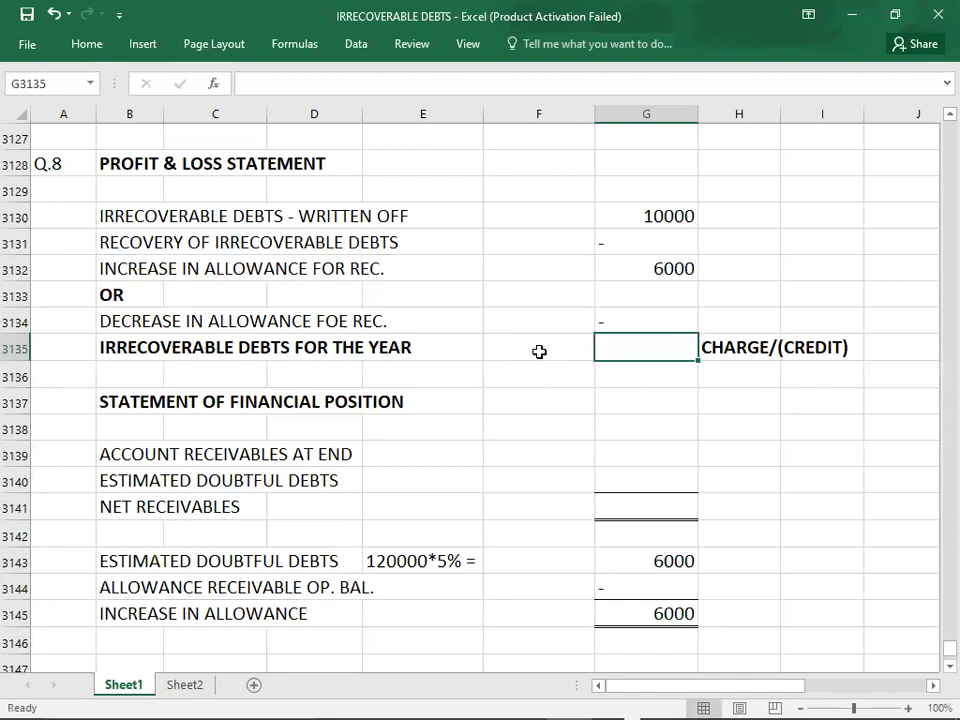 IRRECOVERABLE DEBTS - Excel (Product Activation Failed)
File Home Insert Page Layout Formulas Data Review View Tell me what you want to do... Share
G3135 fx
A B C D E F G H I J
3127
3128 Q.8 PROFIT & LOSS STATEMENT
3129
3130 IRRECOVERABLE DEBTS - WRITTEN OFF 10000
3131 RECOVERY OF IRRECOVERABLE DEBTS -
3132 INCREASE IN ALLOWANCE FOR REC. 6000
3133 OR
3134 DECREASE IN ALLOWANCE FOE REC. -
3135 IRRECOVERABLE DEBTS FOR THE YEAR CHARGE/(CREDIT)
3136
3137 STATEMENT OF FINANCIAL POSITION
3138
3139 ACCOUNT RECEIVABLES AT END
3140 ESTIMATED DOUBTFUL DEBTS
3141 NET RECEIVABLES
3142
3143 ESTIMATED DOUBTFUL DEBTS 120000*5% = 6000
3144 ALLOWANCE RECEIVABLE OP. BAL. -
3145 INCREASE IN ALLOWANCE 6000
3146
3147
Sheet1 Sheet2
Ready 100%